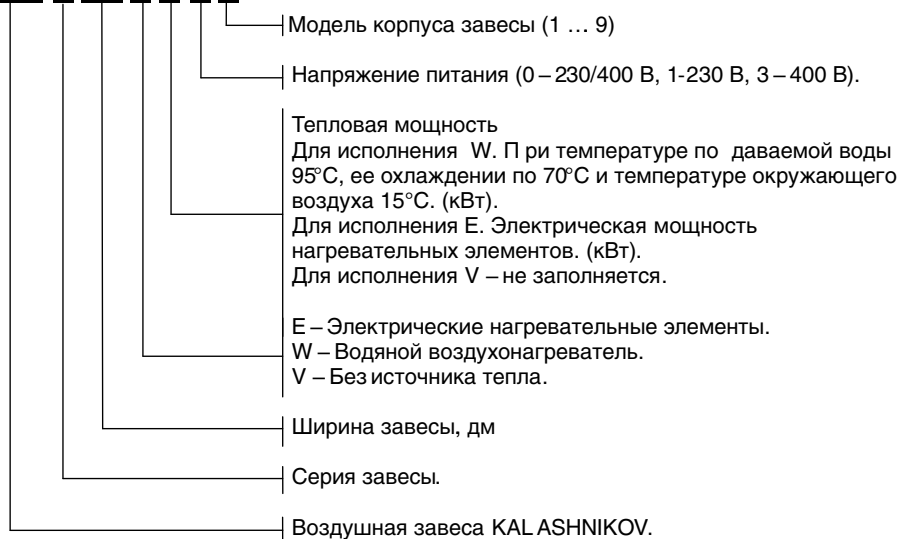 Модель корпуса завесы (1 … 9)
Напряжение питания (0 – 230/400 В, 1-230 В, 3 – 400 В).
Тепловая мощность
Для исполнения W. П ри температуре по даваемой воды
95°С, ее охлаждении по 70°С и температуре окружающего
воздуха 15°С. (кВт).
Для исполнения Е. Электрическая мощность
нагревательных элементов. (кВт).
Для исполнения V – не заполняется.
Е – Электрические нагревательные элементы.
W – Водяной воздухонагреватель.
V – Без источника тепла.
Ширина завесы, дм
Серия завесы.
Воздушная завеса KAL ASHNIKOV.